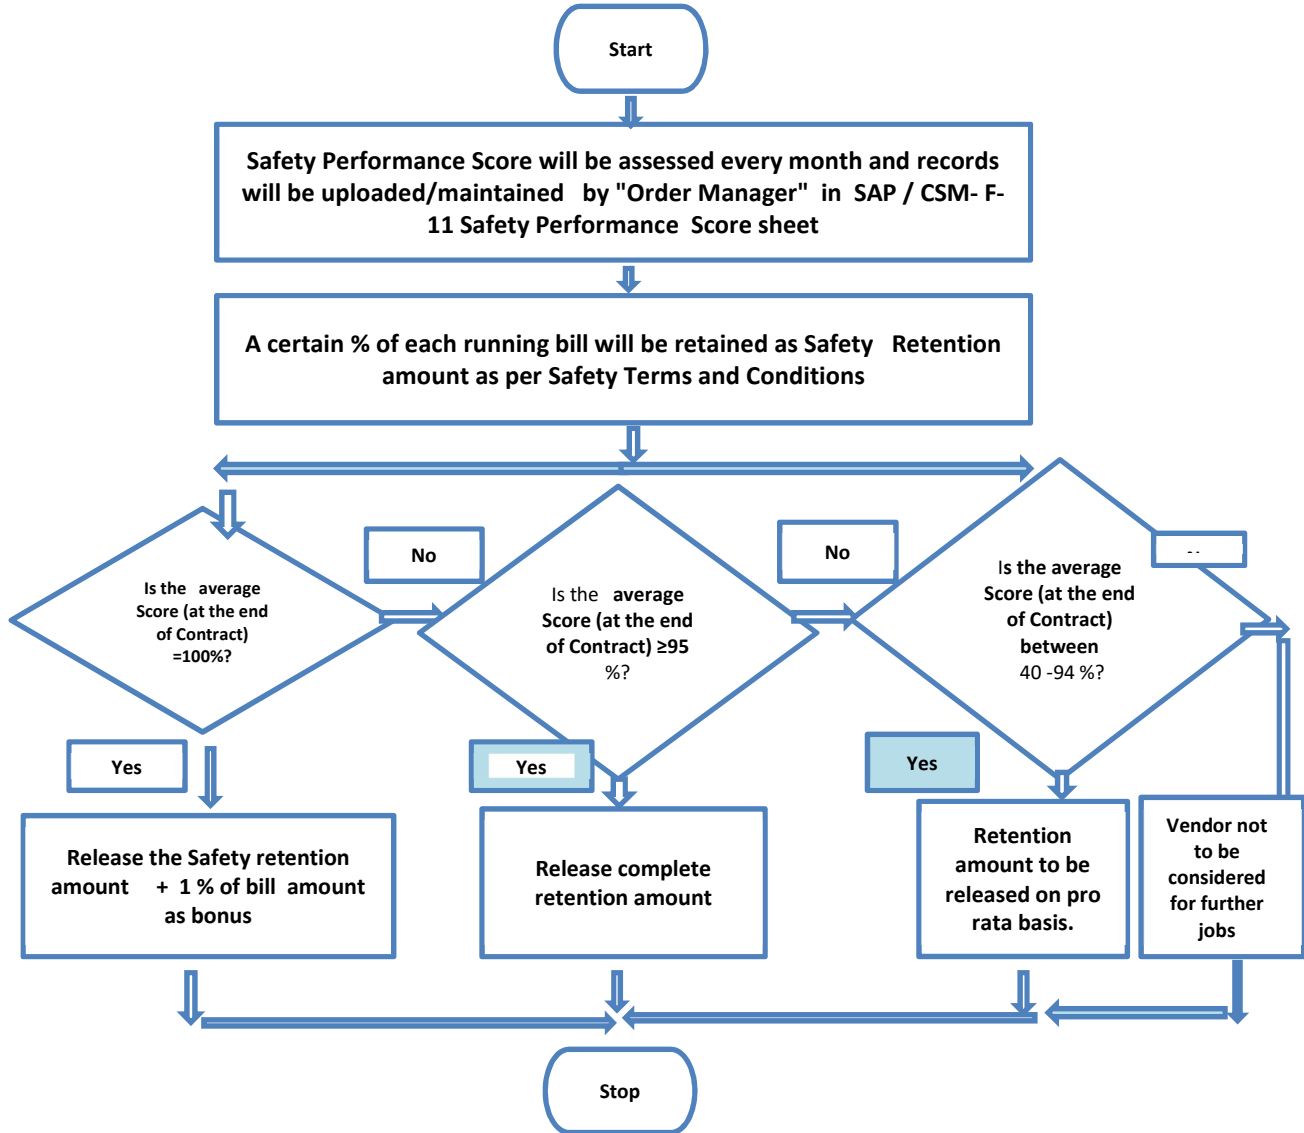 Start
Safety Performance Score will be assessed every month and records
will be uploaded/maintained by "Order Manager" in SAP / CSM- F-
11 Safety Performance Score sheet
A certain % of each running bill will be retained as Safety Retention
amount as per Safety Terms and Conditions
Is the average
Score (at the end
of Contract)
=100%?
No
Is the average
Score (at the end
of Contract) ≥95
%?
No
Is the average
Score (at the end
of Contract)
between
40 -94 %?
Yes
Yes
Yes
Release the Safety retention
amount + 1 % of bill amount
as bonus
Release complete
retention amount
Retention
amount to be
released on pro
rata basis.
Vendor not
to be
considered
for further
jobs
Stop